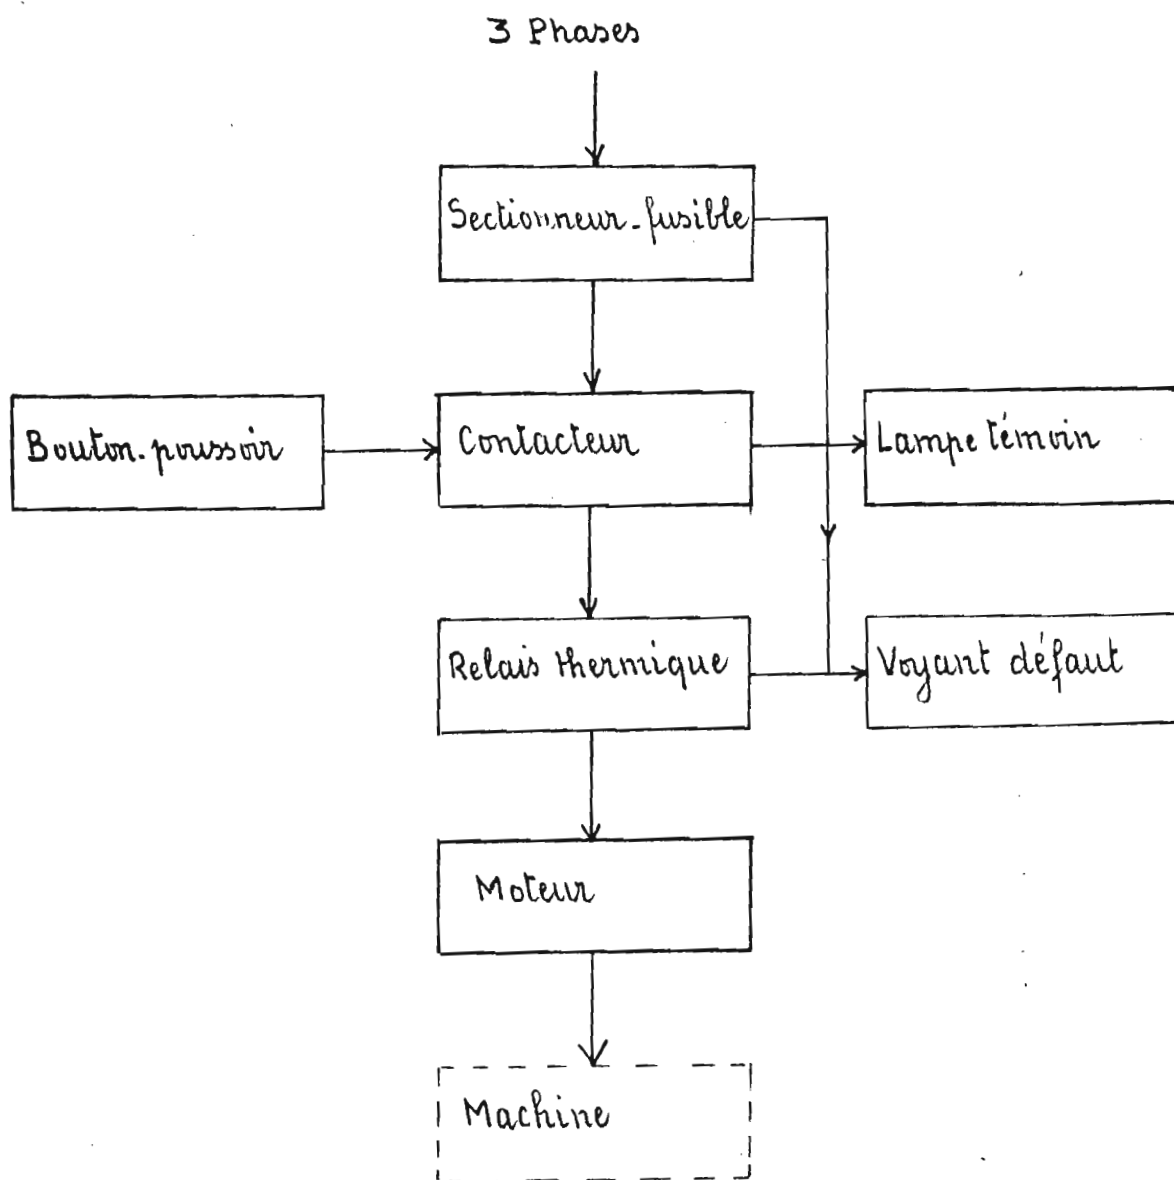 3 Phases
Sectionneur-fusible
Bouton-poussoir
Contacteur
Lampe témoin
Relais thermique
Voyant défaut
Moteur
Machine